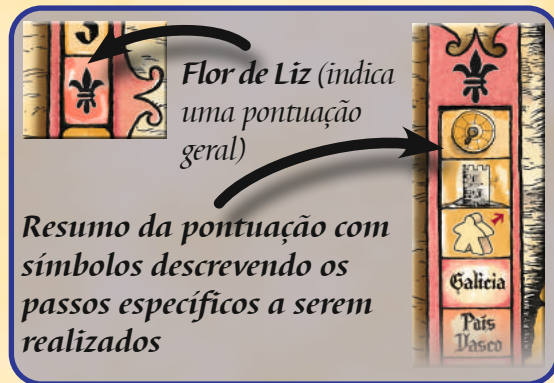 Flor de Liz (indica
uma pontuação
geral)
Resumo da pontuação com
símbolos descrevendo os
passos específicos a serem
realizados
Galicia
País
Vasco